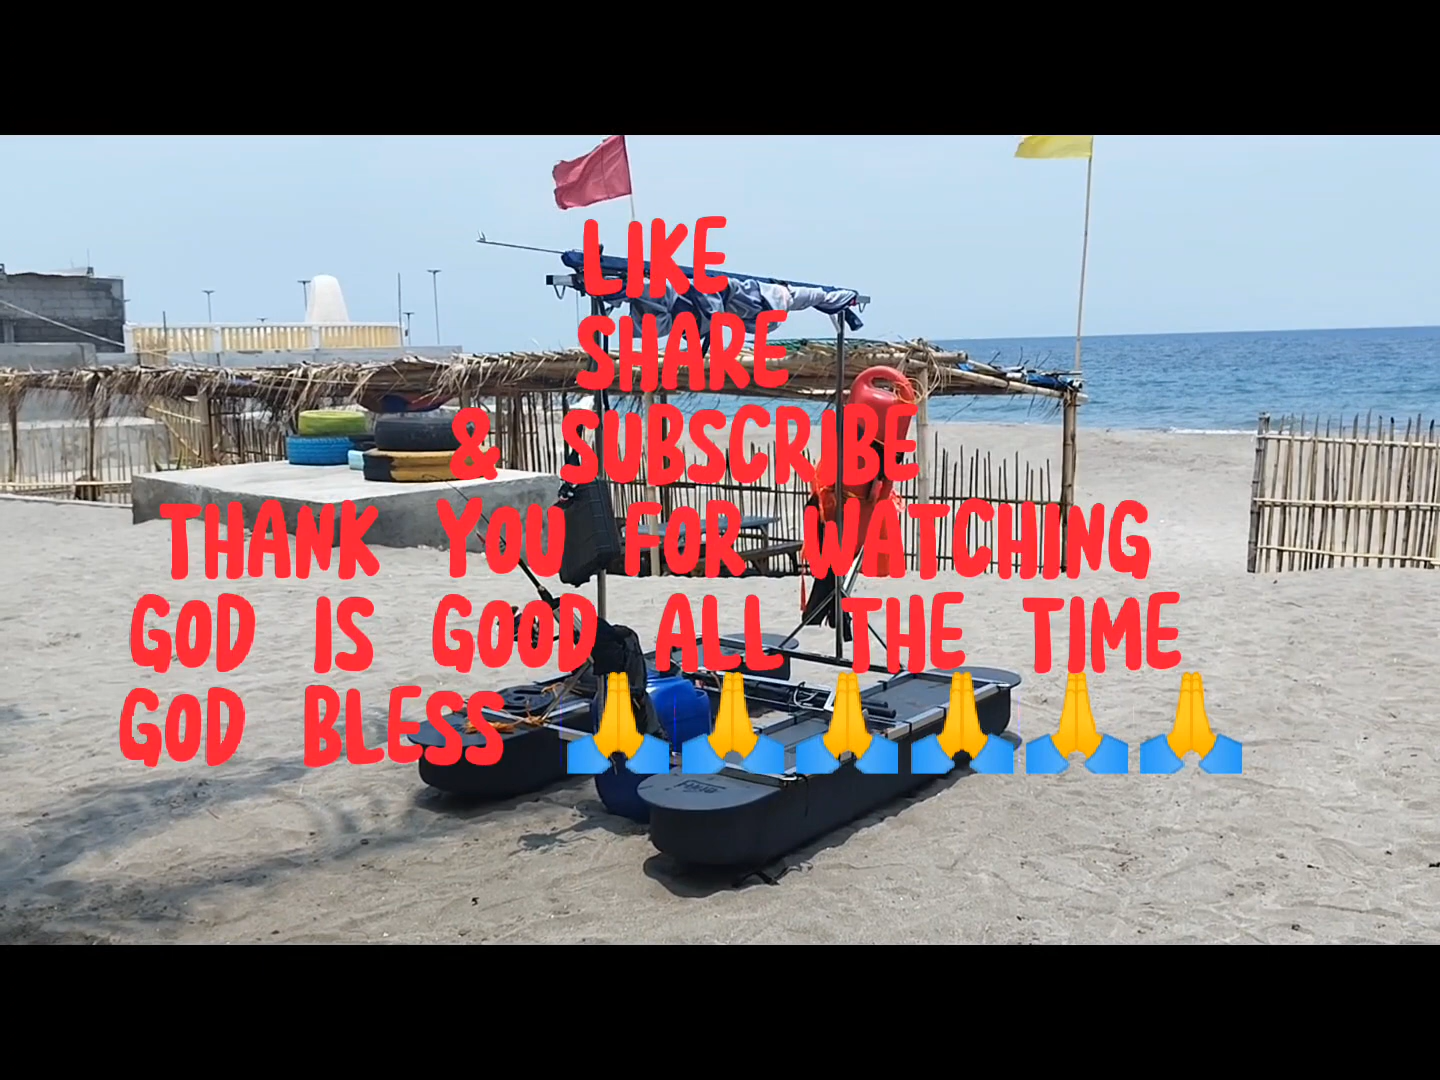 LIKE
SHARE
& SUBSCRIBE
THANK YOU FOR WATCHING
GOD IS GOOD ALL THE TIME
GOD BLESS 🙏🙏🙏🙏🙏🙏